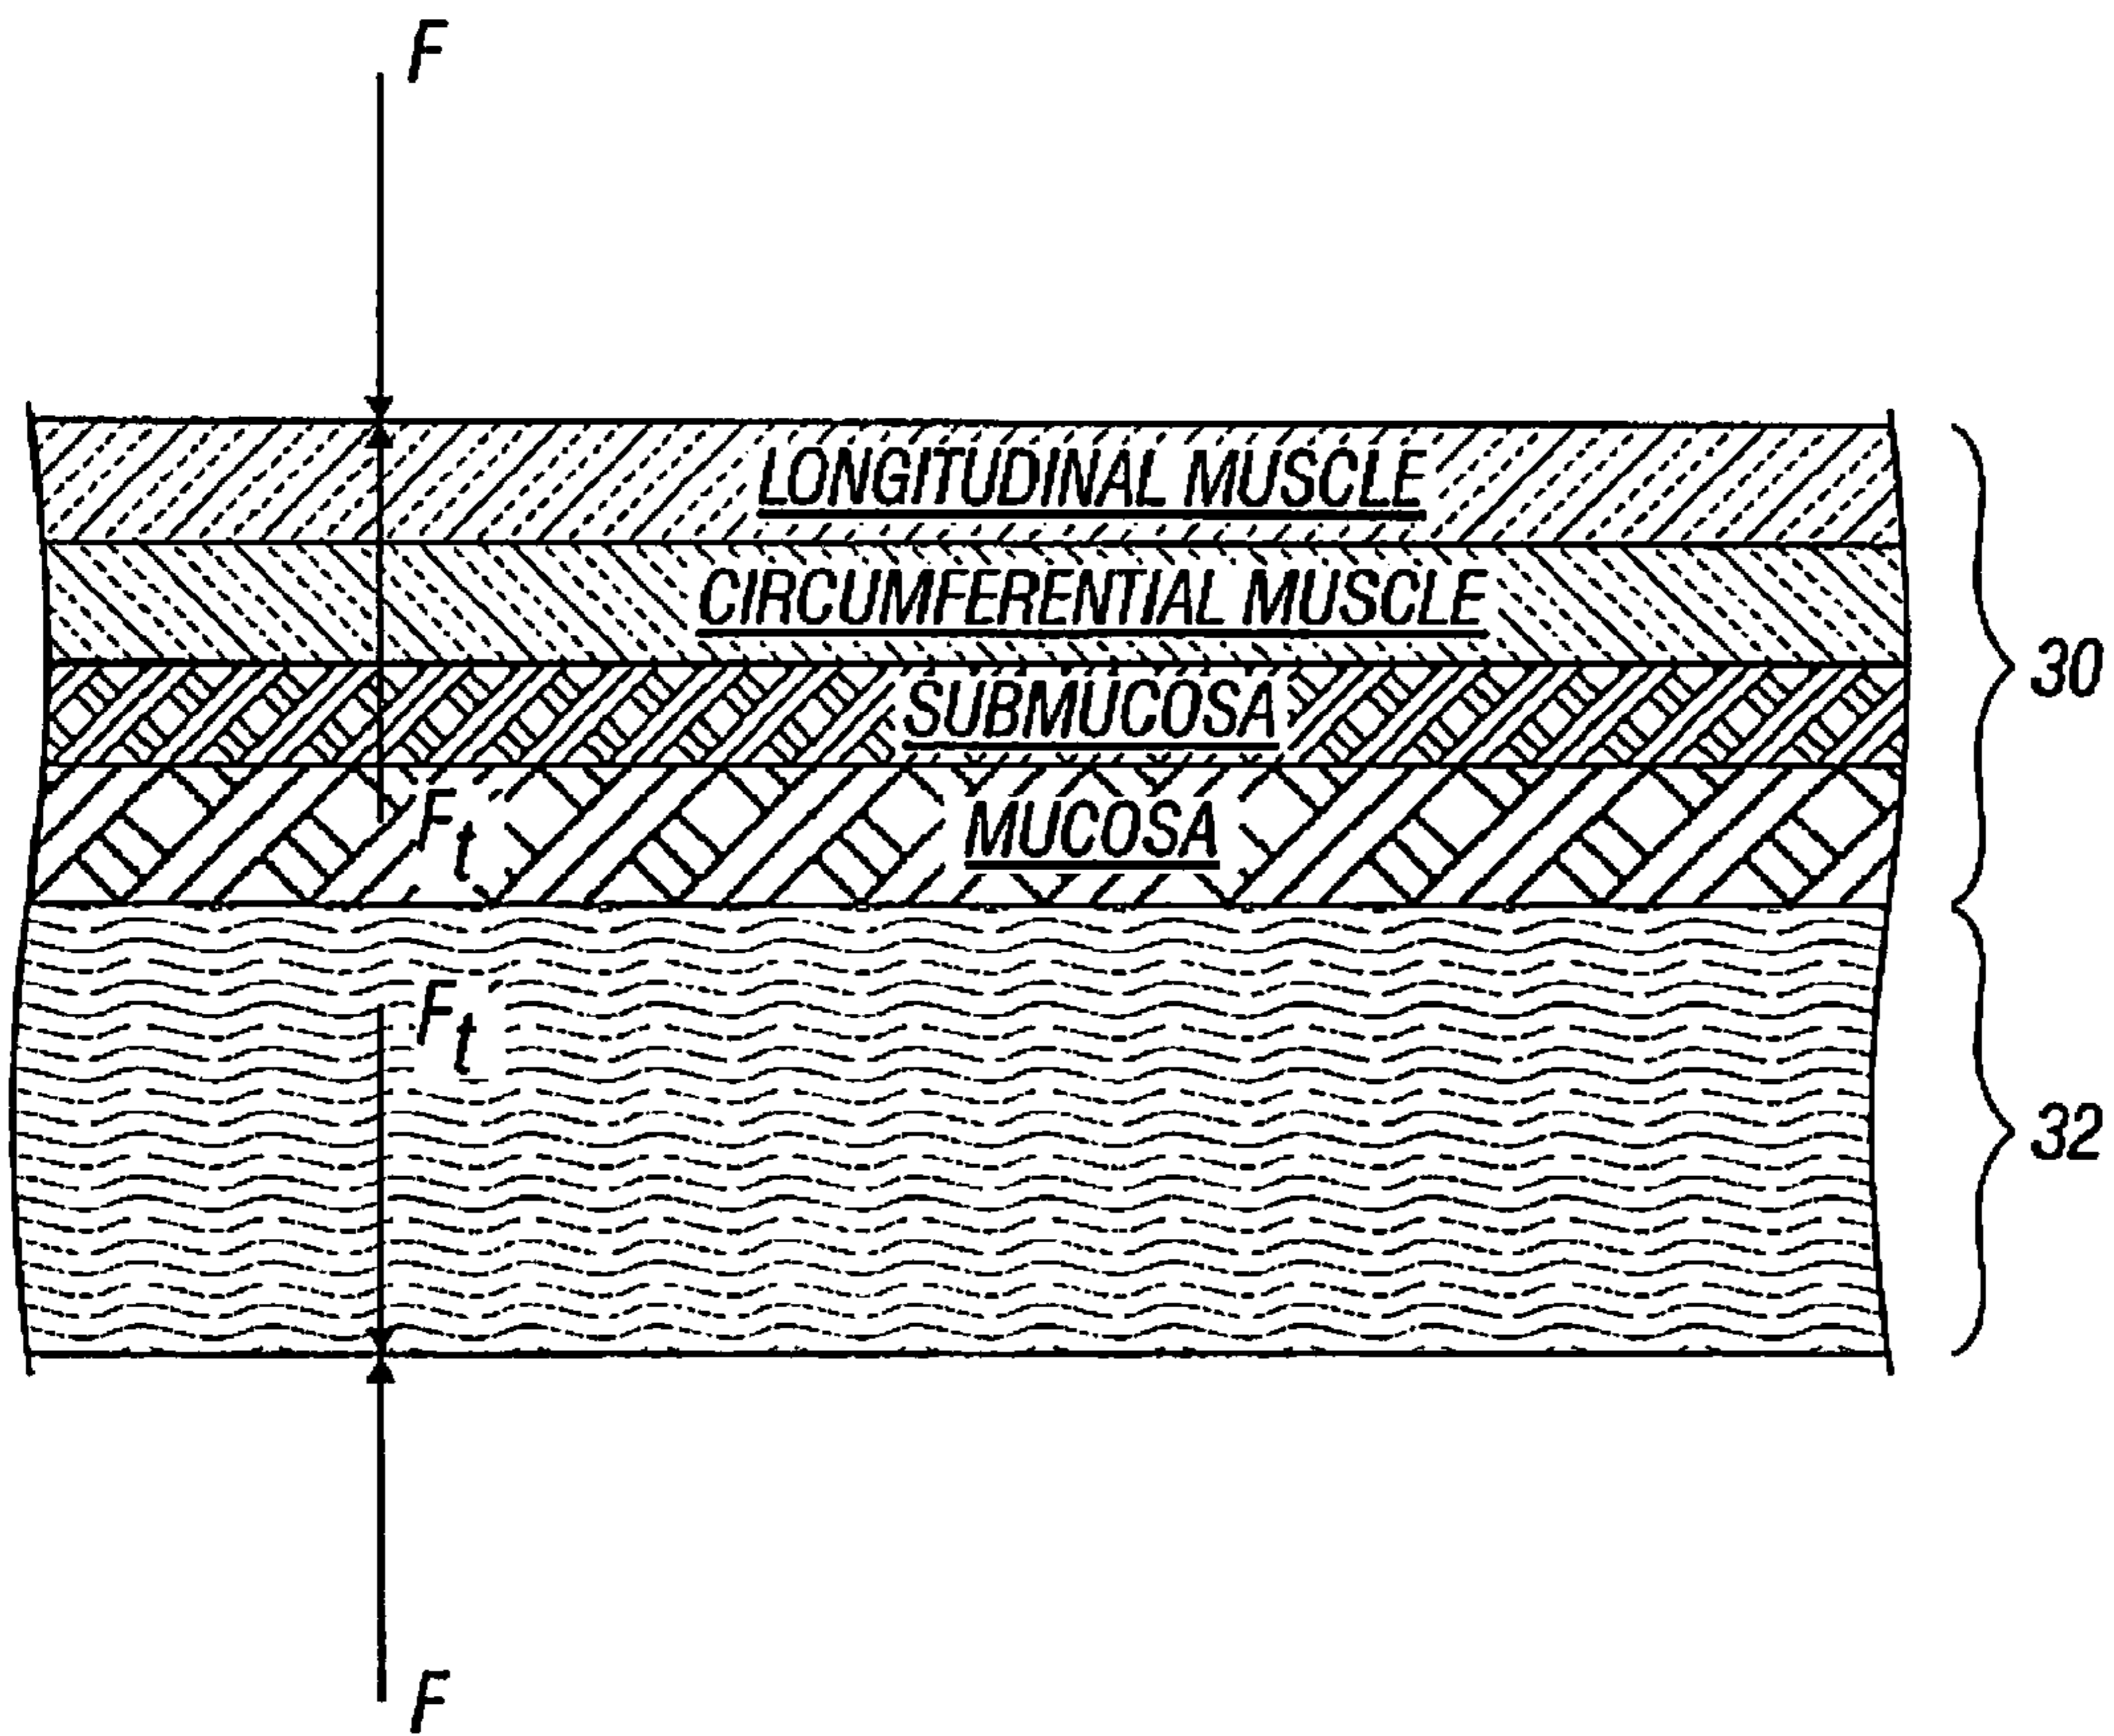 F
LONGITUDINAL MUSCLE
CIRCUMFERENTIAL MUSCLE
30
SUBMUCOSA
Ft
MUCOSA
Ft
32
F